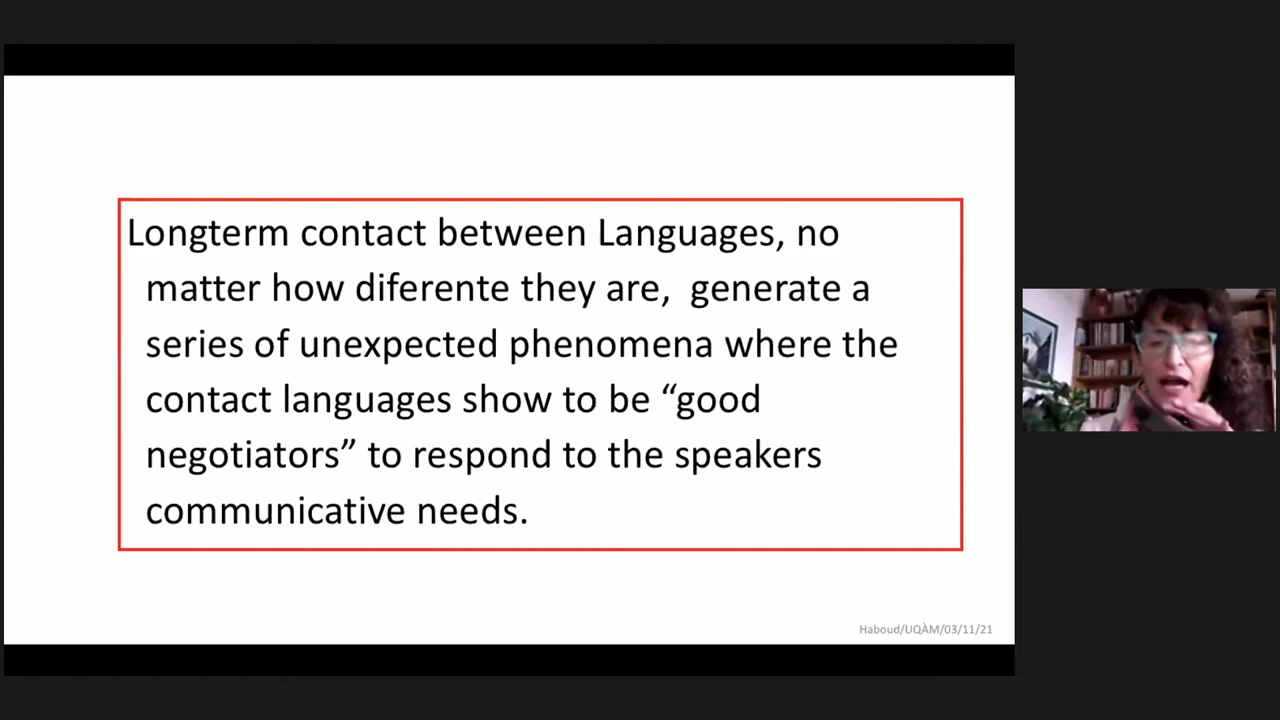 Longterm contact between Languages, no
matter how diferente they are,  generate a
series of unexpected phenomena where the
contact languages show to be “good
negotiators” to respond to the speakers
communicative needs.
Haboud/UQÀM/03/11/21